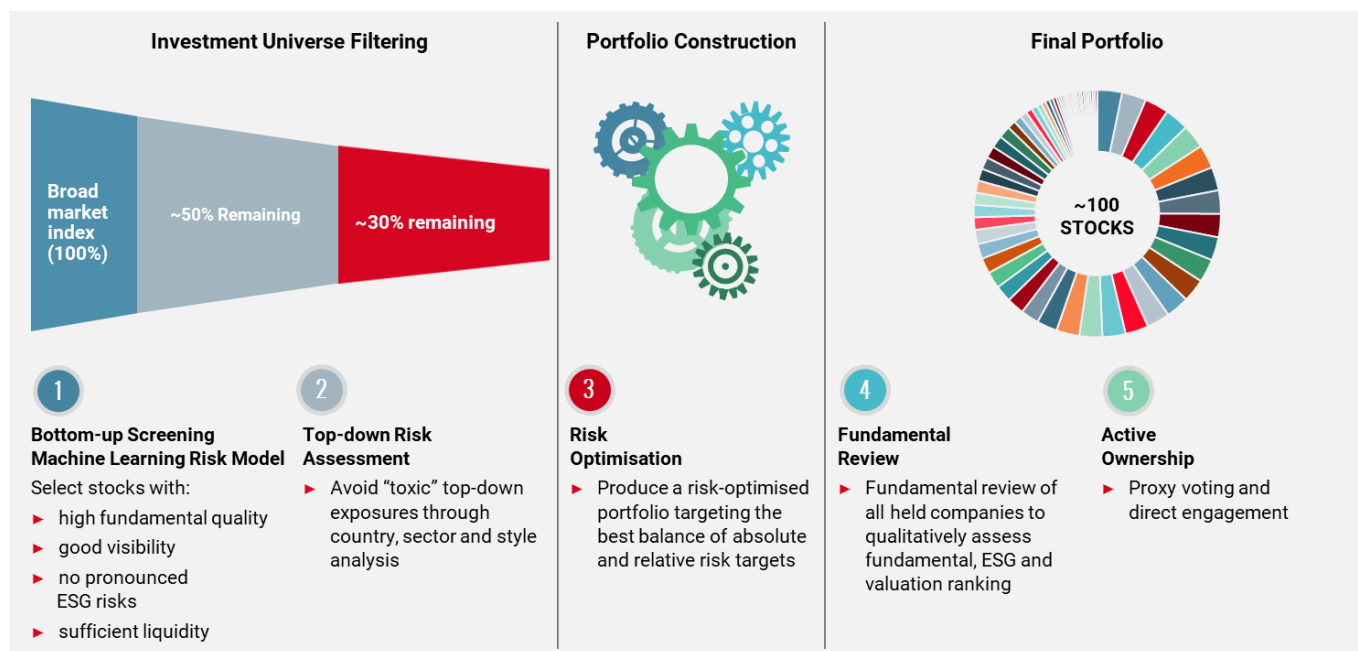 Investment Universe Filtering
Broad
market
index
(100%)
~50% Remaining
~30% remaining
1
Bottom-up Screening
Machine Learning Risk Model
Select stocks with:
► high fundamental quality
► good visibility
► no pronounced
ESG risks
► sufficient liquidity
2
Top-down Risk
Assessment
► Avoid “toxic” top-down
exposures through
country, sector and style
analysis
Portfolio Construction
3
Risk
Optimisation
► Produce a risk-optimised
portfolio targeting the
best balance of absolute
and relative risk targets
Final Portfolio
~100
STOCKS
4
Fundamental
Review
► Fundamental review of
all held companies to
qualitatively assess
fundamental, ESG and
valuation ranking
5
Active
Ownership
► Proxy voting and
direct engagement